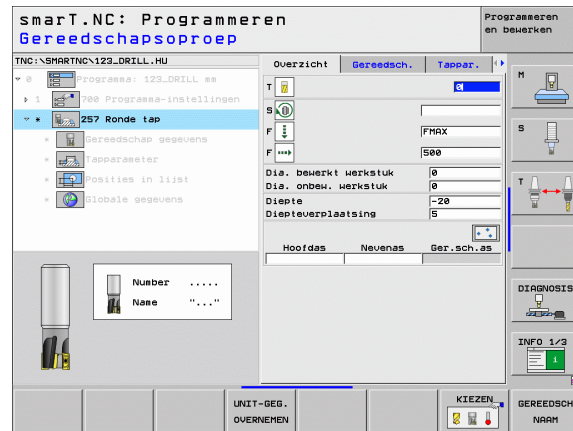 smarT.NC: Programmeren
Gereedschapsoproep
Programmeren
en bewerken
TNC:\SMARTNC\123_DRILL.HU
0 Programma: 123_DRILL mm
1 700 Programma-instellingen
* 257 Ronde tap
* Gereedschap gegevens
* Tapparameter
* Posities in lijst
* Globale gegevens
Overzicht Gereedsch. Tappar.
T 0
S
F FMAX
F 500
Dia. bewerkt werkstuk 0
Dia. onbew. werkstuk 0
Diepte -20
Diepteverplaatsing 5
Hoofdas Nevenas Ger.sch.as
Number .....
Name "..."
M
S
T
DIAGNOSIS
INFO 1/3
UNIT-GEG.
OVERNEMEN
KIEZEN
GEREEDSCH
NAAM